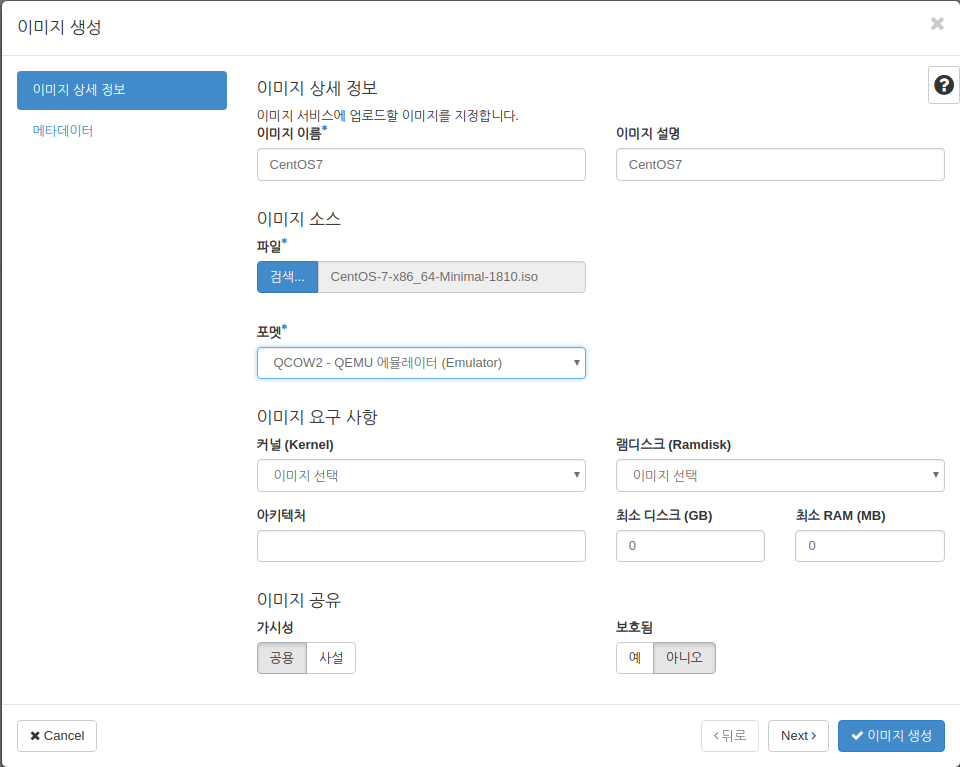 이미지 생성
이미지 상세 정보
메타데이터
이미지 상세 정보
이미지 서비스에 업로드할 이미지를 지정합니다.
이미지 이름* 이미지 설명
CentOS7 CentOS7
이미지 소스
파일*
검색... CentOS-7-x86_64-Minimal-1810.iso
포멧*
QCOW2 - QEMU 에뮬레이터 (Emulator)
이미지 요구 사항
커널 (Kernel) 램디스크 (Ramdisk)
이미지 선택 이미지 선택
아키텍처 최소 디스크 (GB) 최소 RAM (MB)
0 0
이미지 공유
가시성 보호됨
공용 사설 예 아니오
Cancel 뒤로 Next 이미지 생성